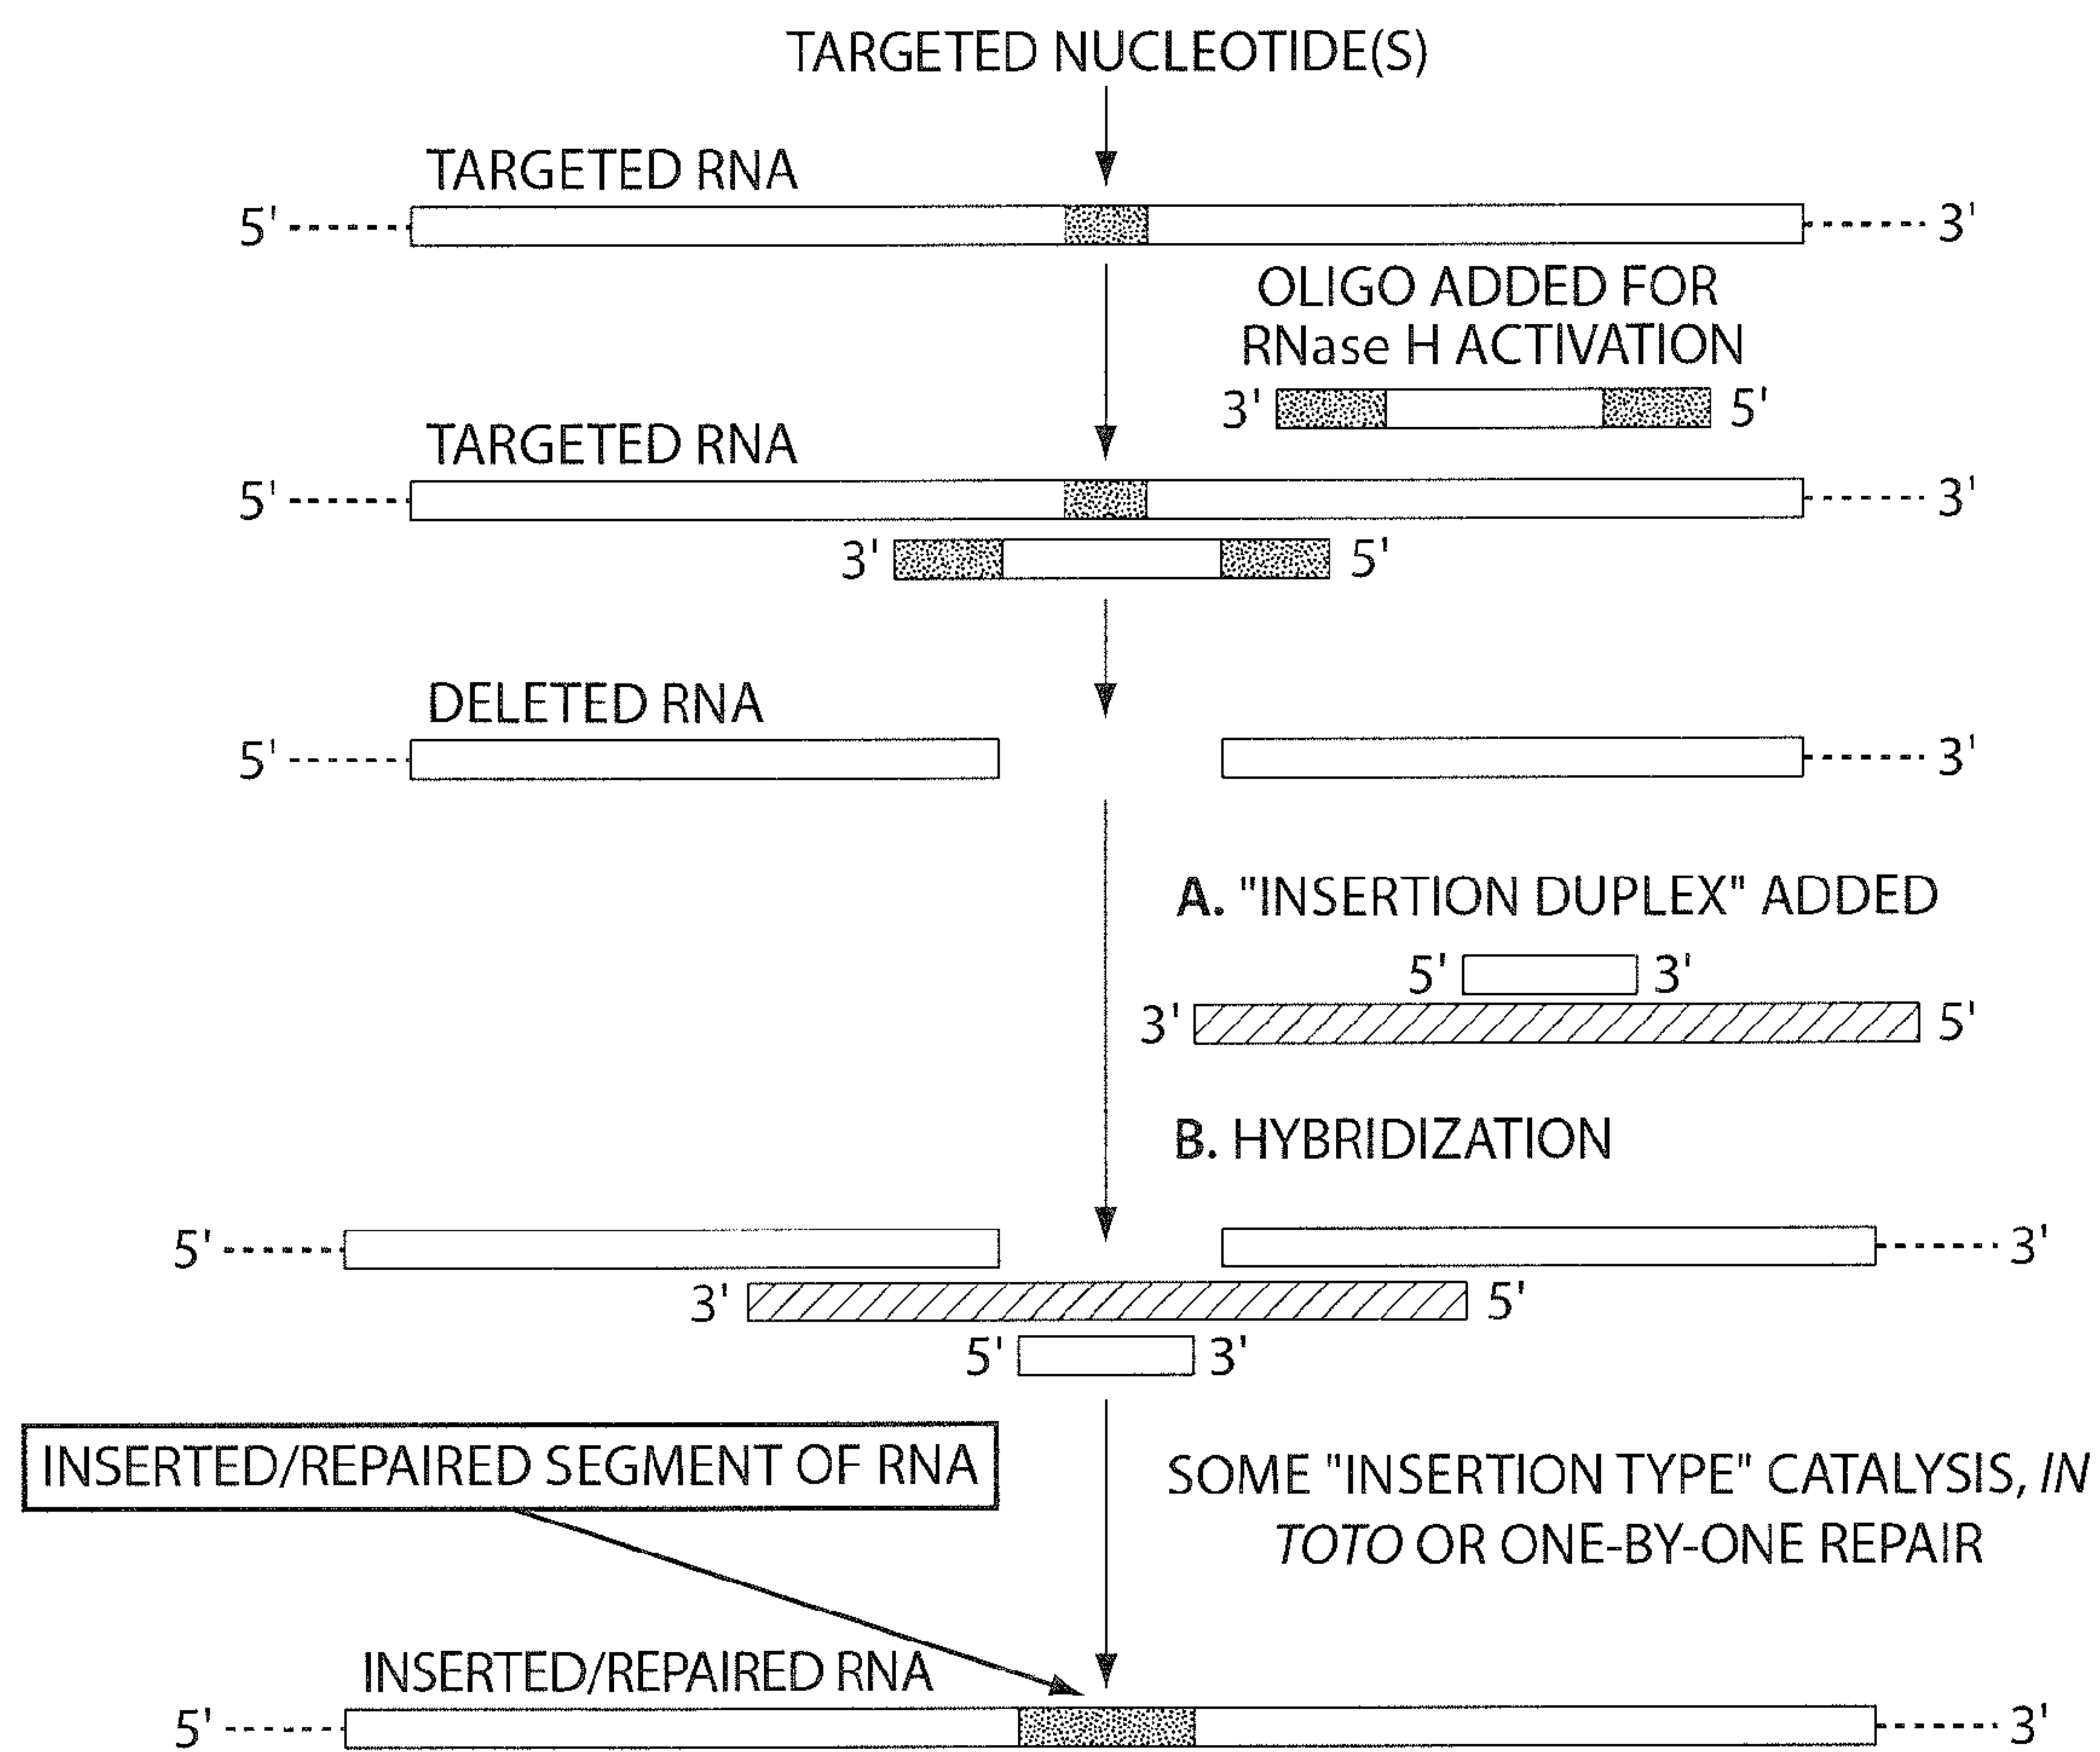 TARGETED NUCLEOTIDE(S)
TARGETED RNA
5' 3'
OLIGO ADDED FOR
RNase H ACTIVATION
3' 5'
TARGETED RNA
5' 3'
3' 5'
DELETED RNA
5' 3'
A. "INSERTION DUPLEX" ADDED
5' 3'
3' 5'
B. HYBRIDIZATION
5' 3'
3' 5'
5' 3'
INSERTED/REPAIRED SEGMENT OF RNA
SOME "INSERTION TYPE" CATALYSIS, IN
TOTO OR ONE-BY-ONE REPAIR
INSERTED/REPAIRED RNA
5' 3'